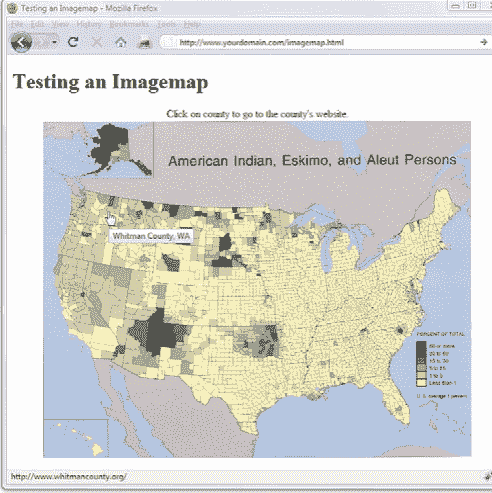 Testing an Imagemap - Mozilla Firefox
File Edit View History Bookmarks Tools Help
http://www.yourdomain.com/imagemap.html
Testing an Imagemap
Click on county to go to the county's website.
American Indian, Eskimo, and Aleut Persons
Whitman County, WA
PERCENT OF TOTAL
Less than 1
http://www.whitmancounty.org/